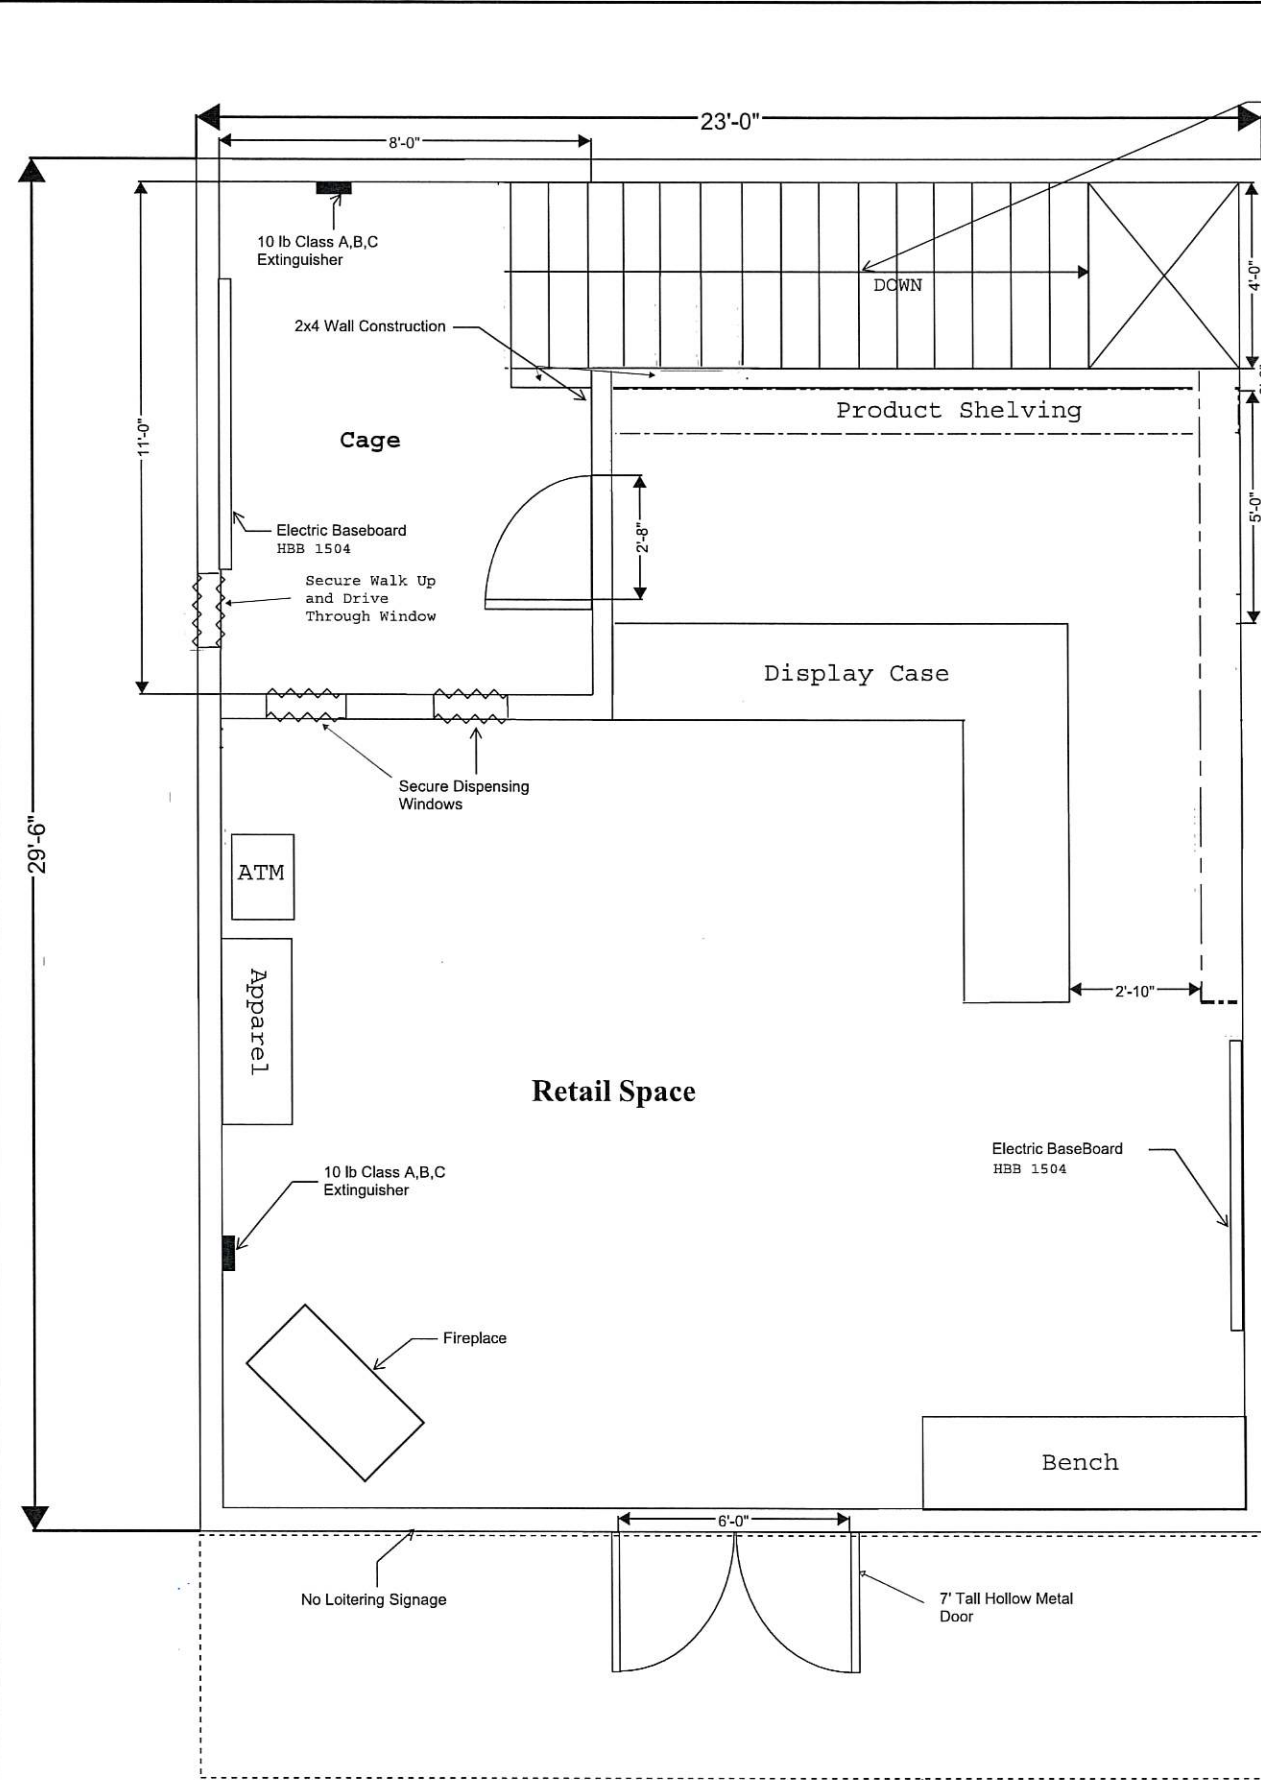 23'-0"
8'-0"
10 lb Class A,B,C
Extinguisher
DOWN
4'-0"
2x4 Wall Construction
Product Shelving
11'-0"
Cage
5'-0"
Electric Baseboard
HBB 1504
2'-8"
Secure Walk Up
and Drive
Through Window
Display Case
Secure Dispensing
Windows
29'-6"
ATM
Apparel
2'-10"
Retail Space
Electric BaseBoard
HBB 1504
10 lb Class A,B,C
Extinguisher
Fireplace
Bench
6'-0"
No Loitering Signage
7' Tall Hollow Metal
Door